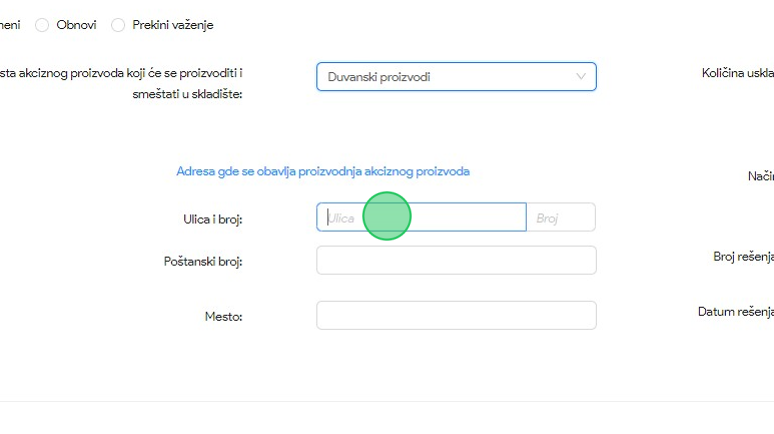 meni Obnovi Prekini važenje
sta akciznog proizvoda koji će se proizvoditi i
smeštati u skladište:
Duvanski proizvodi
Količina uskla
Adresa gde se obavlja proizvodnja akciznog proizvoda
Način
Ulica i broj:
Ulica
Broj
Poštanski broj:
Broj rešenja
Mesto:
Datum rešenja